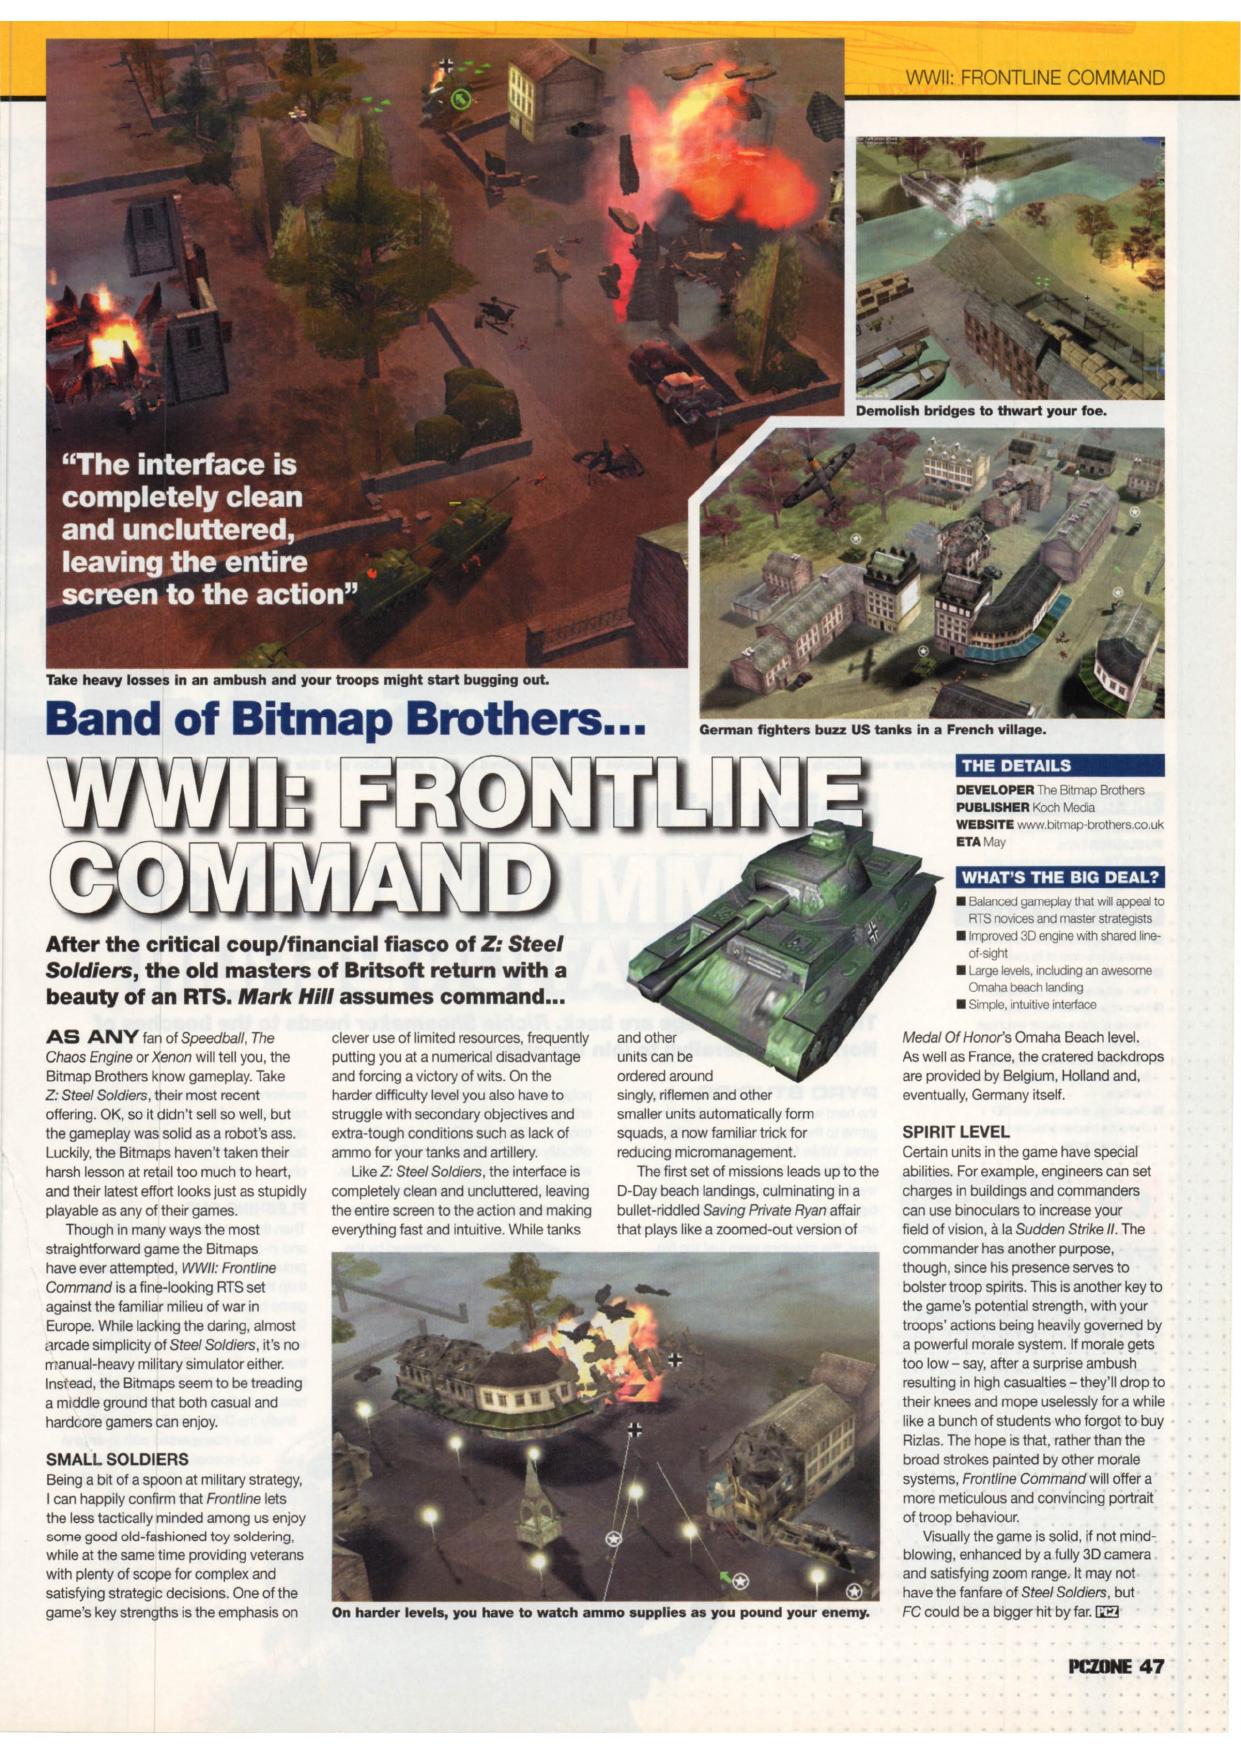 WWII: FRONTLINE COMMAND
“The interface is
completely clean
and uncluttered,
leaving the entire
screen to the action”
Demolish bridges to thwart your foe.
Take heavy losses in an ambush and your troops might start bugging out.
German fighters buzz US tanks in a French village.
Band of Bitmap Brothers...
WWII: FRONTLINE
COMMAND
After the critical coup/financial fiasco of Z: Steel
Soldiers, the old masters of Britsoft return with a
beauty of an RTS. Mark Hill assumes command...
THE DETAILS
DEVELOPER The Bitmap Brothers
PUBLISHER Koch Media
WEBSITE www.bitmap-brothers.co.uk
ETA May
WHAT'S THE BIG DEAL?
■ Balanced gameplay that will appeal to
RTS novices and master strategists
■ Improved 3D engine with shared line-
of-sight
■ Large levels, including an awesome
Omaha beach landing
■ Simple, intuitive interface
AS ANY fan of Speedball, The
Chaos Engine or Xenon will tell you, the
Bitmap Brothers know gameplay. Take
Z: Steel Soldiers, their most recent
offering. OK, so it didn't sell so well, but
the gameplay was solid as a robot's ass.
Luckily, the Bitmaps haven't taken their
harsh lesson at retail too much to heart,
and their latest effort looks just as stupidly
playable as any of their games.
Though in many ways the most
straightforward game the Bitmaps
have ever attempted, WWII: Frontline
Command is a fine-looking RTS set
against the familiar milieu of war in
Europe. While lacking the daring, almost
arcade simplicity of Steel Soldiers, it's no
manual-heavy military simulator either.
Instead, the Bitmaps seem to be treading
a middle ground that both casual and
hardcore gamers can enjoy.
SMALL SOLDIERS
Being a bit of a spoon at military strategy,
I can happily confirm that Frontline lets
the less tactically minded among us enjoy
some good old-fashioned toy soldering,
while at the same time providing veterans
with plenty of scope for complex and
satisfying strategic decisions. One of the
game's key strengths is the emphasis on
clever use of limited resources, frequently
putting you at a numerical disadvantage
and forcing a victory of wits. On the
harder difficulty level you also have to
struggle with secondary objectives and
extra-tough conditions such as lack of
ammo for your tanks and artillery.
Like Z: Steel Soldiers, the interface is
completely clean and uncluttered, leaving
the entire screen to the action and making
everything fast and intuitive. While tanks
and other
units can be
ordered around
singly, riflemen and other
smaller units automatically form
squads, a now familiar trick for
reducing micromanagement.
The first set of missions leads up to the
D-Day beach landings, culminating in a
bullet-riddled Saving Private Ryan affair
that plays like a zoomed-out version of
On harder levels, you have to watch ammo supplies as you pound your enemy.
Medal Of Honor's Omaha Beach level.
As well as France, the cratered backdrops
are provided by Belgium, Holland and,
eventually, Germany itself.
SPIRIT LEVEL
Certain units in the game have special
abilities. For example, engineers can set
charges in buildings and commanders
can use binoculars to increase your
field of vision, à la Sudden Strike II. The
commander has another purpose,
though, since his presence serves to
bolster troop spirits. This is another key to
the game's potential strength, with your
troops' actions being heavily governed by
a powerful morale system. If morale gets
too low – say, after a surprise ambush
resulting in high casualties – they'll drop to
their knees and mope uselessly for a while
like a bunch of students who forgot to buy
Rizlas. The hope is that, rather than the
broad strokes painted by other morale
systems, Frontline Command will offer a
more meticulous and convincing portrait
of troop behaviour.
Visually the game is solid, if not mind-
blowing, enhanced by a fully 3D camera
and satisfying zoom range. It may not
have the fanfare of Steel Soldiers, but
FC could be a bigger hit by far. PCZ
PCZONE 47